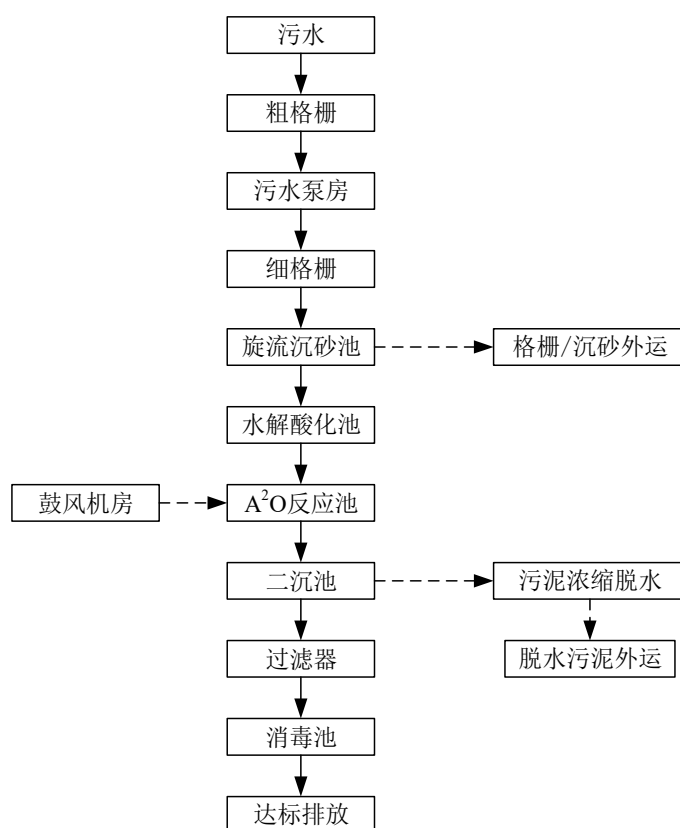 污水
粗格栅
污水泵房
细格栅
旋流沉砂池
格栅/沉砂外运
水解酸化池
鼓风机房
A²O反应池
二沉池
污泥浓缩脱水
过滤器
脱水污泥外运
消毒池
达标排放